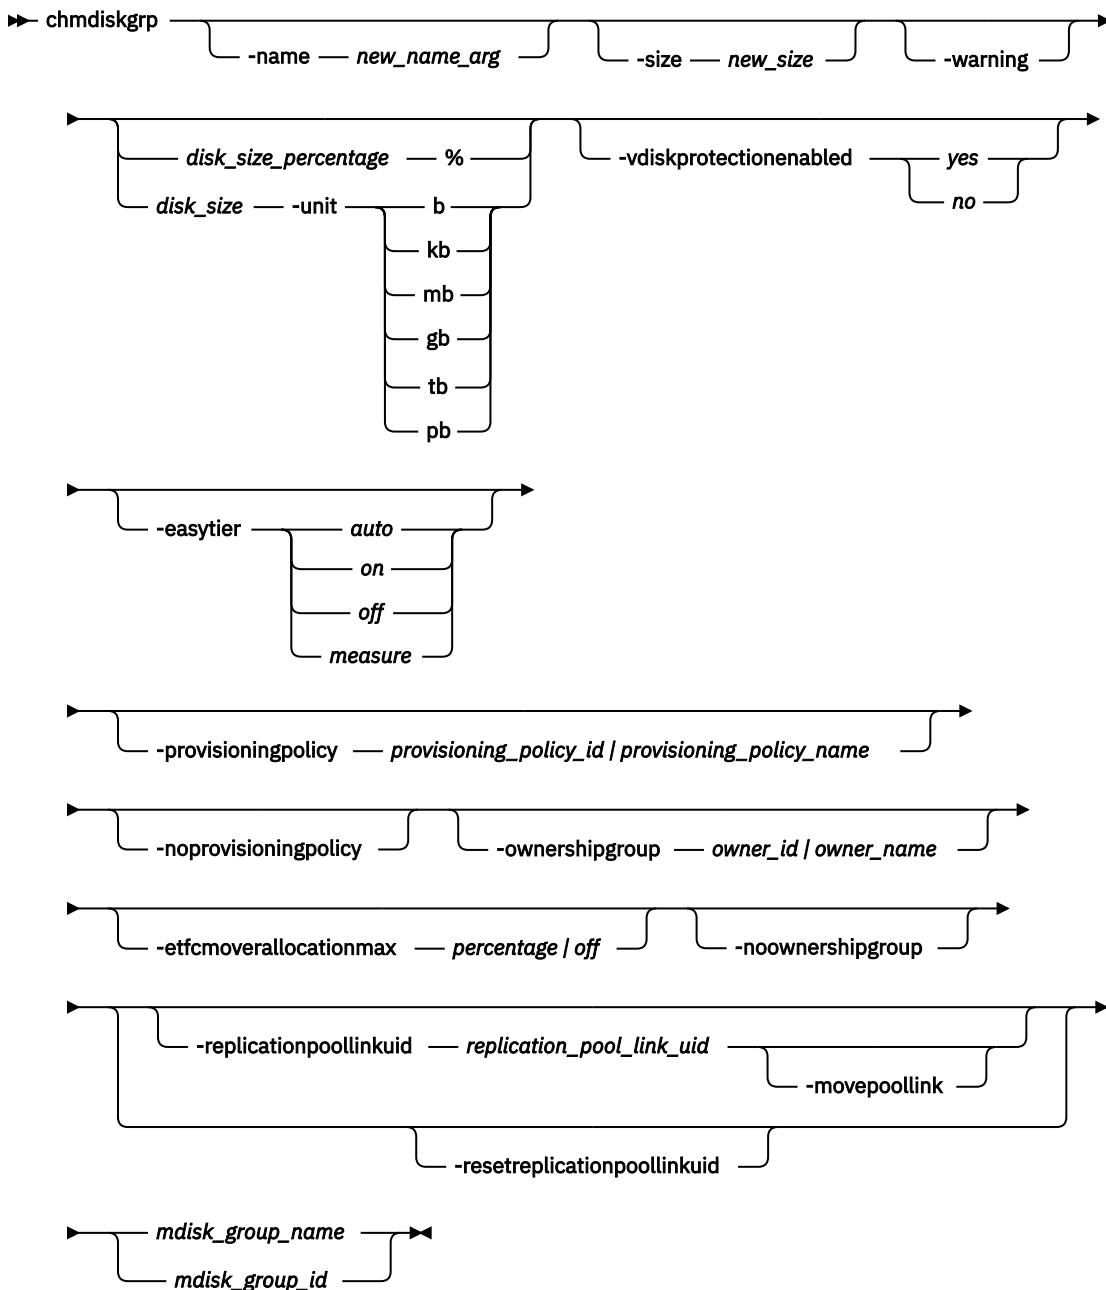 chmdiskgrp
-name new_name_arg -size new_size -warning
disk_size_percentage % -vdiskprotectionenabled yes
disk_size -unit b no
kb
mb
gb
tb
pb
-easytier auto
on
off
measure
-provisioningpolicy provisioning_policy_id | provisioning_policy_name
-noprovisioningpolicy -ownershipgroup owner_id | owner_name
-etfcmoverallocationmax percentage | off -noownershipgroup
-replicationpoollinkuid replication_pool_link_uid
-movepoollink
-resetreplicationpoollinkuid
mdisk_group_name
mdisk_group_id